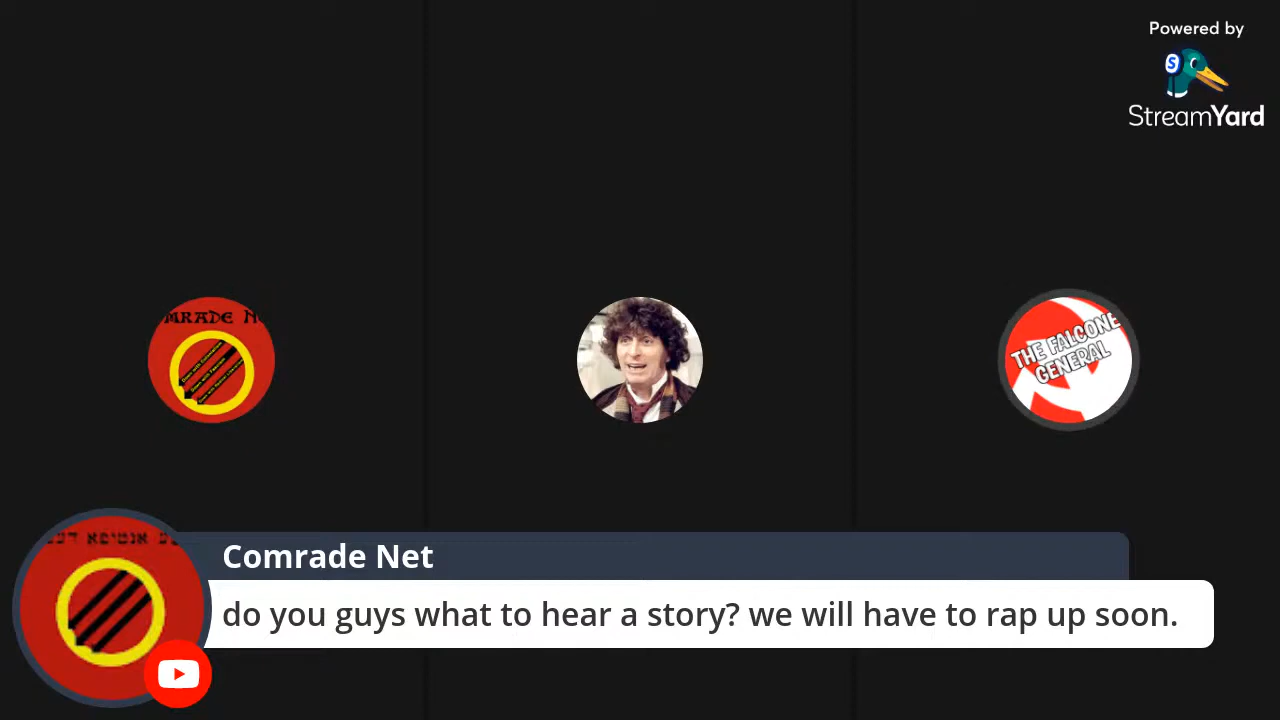 Powered by
S
StreamYard
MRADE N
THE FALCONE
GENERAL
Comrade Net
do you guys what to hear a story? we will have to rap up soon.